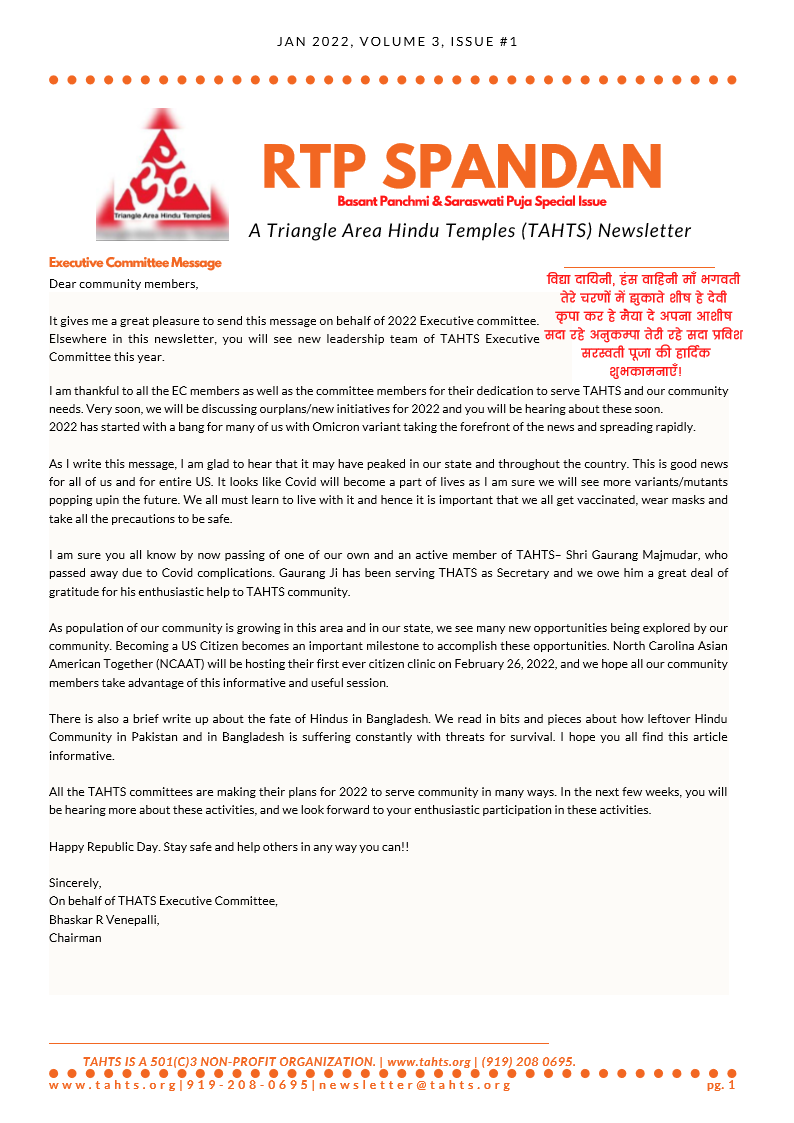 JAN 2022, VOLUME 3, ISSUE #1
Triangle Area Hindu Temples
RTP SPANDAN
Basant Panchmi & Saraswati Puja Special Issue
A Triangle Area Hindu Temples (TAHTS) Newsletter
Executive Committee Message
Dear community members,
It gives me a great pleasure to send this message on behalf of 2022 Executive committee.
Elsewhere in this newsletter, you will see new leadership team of TAHTS Executive
Committee this year.
विद्या दायिनी, हंस वाहिनी माँ भगवती
तेरे चरणों में झुकाते शीष हे देवी
कृपा कर हे मैया दे अपना आशीष
सदा रहे अनुकम्पा तेरी रहे सदा प्रविश
सरस्वती पूजा की हार्दिक
शुभकामनाएँ!
I am thankful to all the EC members as well as the committee members for their dedication to serve TAHTS and our community
needs. Very soon, we will be discussing ourplans/new initiatives for 2022 and you will be hearing about these soon.
2022 has started with a bang for many of us with Omicron variant taking the forefront of the news and spreading rapidly.
As I write this message, I am glad to hear that it may have peaked in our state and throughout the country. This is good news
for all of us and for entire US. It looks like Covid will become a part of lives as I am sure we will see more variants/mutants
popping upin the future. We all must learn to live with it and hence it is important that we all get vaccinated, wear masks and
take all the precautions to be safe.
I am sure you all know by now passing of one of our own and an active member of TAHTS– Shri Gaurang Majmudar, who
passed away due to Covid complications. Gaurang Ji has been serving THATS as Secretary and we owe him a great deal of
gratitude for his enthusiastic help to TAHTS community.
As population of our community is growing in this area and in our state, we see many new opportunities being explored by our
community. Becoming a US Citizen becomes an important milestone to accomplish these opportunities. North Carolina Asian
American Together (NCAAT) will be hosting their first ever citizen clinic on February 26, 2022, and we hope all our community
members take advantage of this informative and useful session.
There is also a brief write up about the fate of Hindus in Bangladesh. We read in bits and pieces about how leftover Hindu
Community in Pakistan and in Bangladesh is suffering constantly with threats for survival. I hope you all find this article
informative.
All the TAHTS committees are making their plans for 2022 to serve community in many ways. In the next few weeks, you will
be hearing more about these activities, and we look forward to your enthusiastic participation in these activities.
Happy Republic Day. Stay safe and help others in any way you can!!
Sincerely,
On behalf of THATS Executive Committee,
Bhaskar R Venepalli,
Chairman
TAHTS IS A 501(C)3 NON-PROFIT ORGANIZATION. | www.tahts.org | (919) 208 0695.
www.tahts.org|919-208-0695|newsletter@tahts.org
pg. 1